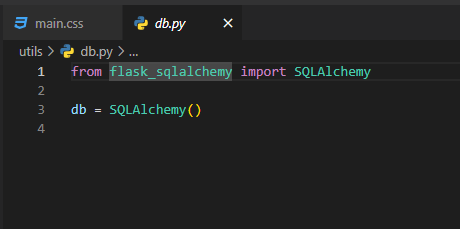 main.css db.py ×
utils > db.py > ...
1 from flask_sqlalchemy import SQLAlchemy
2
3 db = SQLAlchemy()
4